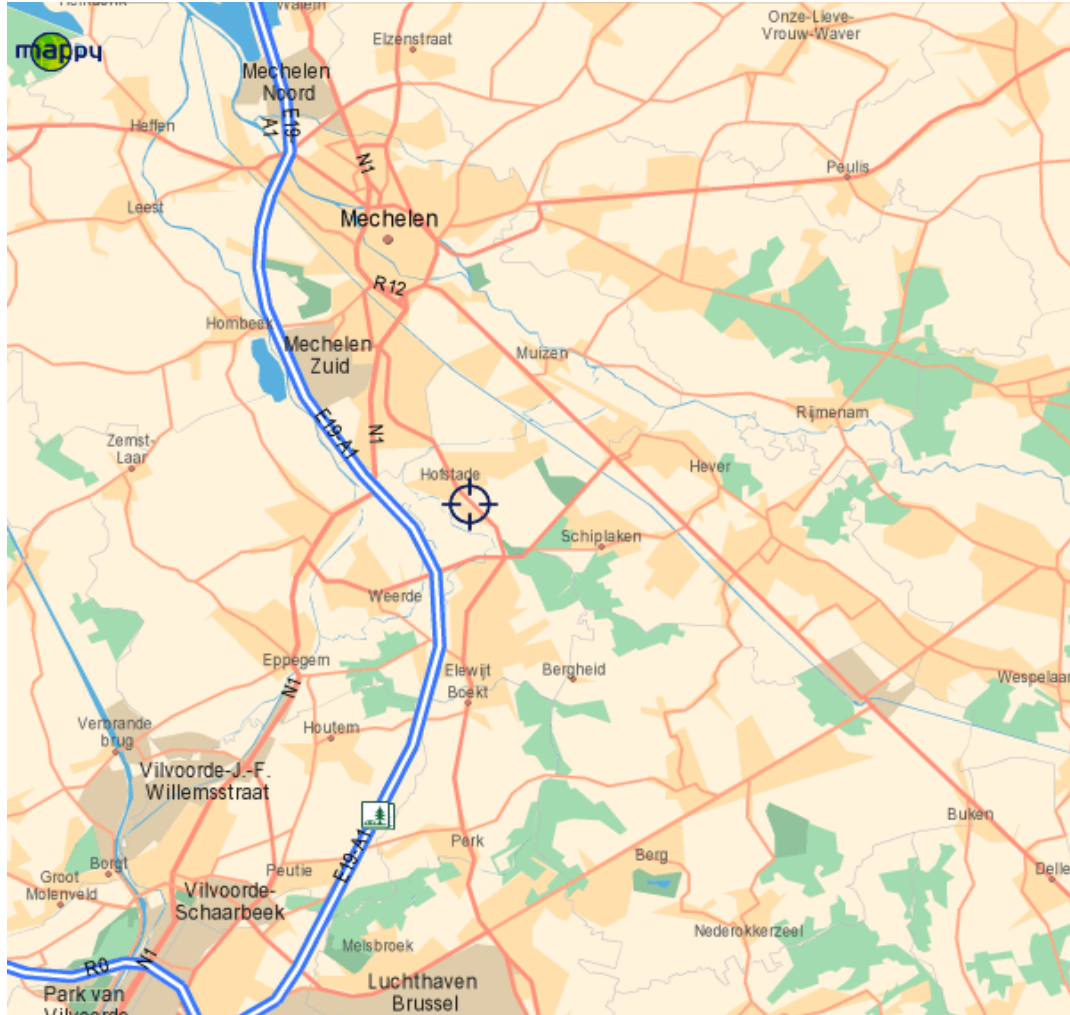 Walem
Onze-Lieve-
Vrouw-Waver
mappy
Elzenstraat
Mechelen
Noord
E19-
A1
Heffen
N1
Peulis
Leest
Mechelen
R12
Hombeek
Mechelen
Zuid
Muizen
Rijmenam
E19-A1
N1
Zemst-
Laar
Hofstade
Hever
Schiplaken
Weerde
Eppegem
Elewijt
Bergheid
Wespelaar
N1
Boekt
Verbrande
brug
Houtem
Vilvoorde-J.-F.
Willemsstraat
Buken
E19-A1
Perk
Berg
Borgt
Peutie
Groot
Molenveld
Vilvoorde-
Schaarbeek
Delle
Nederokkerzeel
Melsbroek
R0
N1
Luchthaven
Brussel
Park van
Vilvoorde